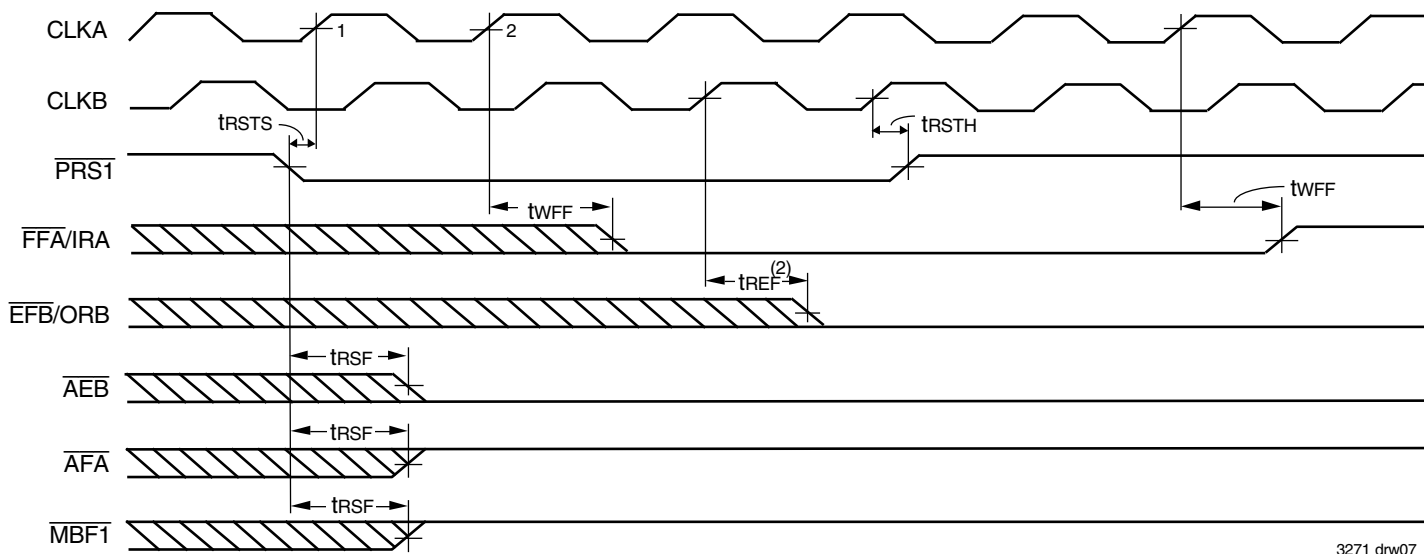 CLKA
1
2
CLKB
tRSTS
tRSTH
PRS1
tWFF
tWFF
FFA/IRA
tREF(2)
EFB/ORB
tRSF
AEB
tRSF
AFA
tRSF
MBF1
3271 drw07